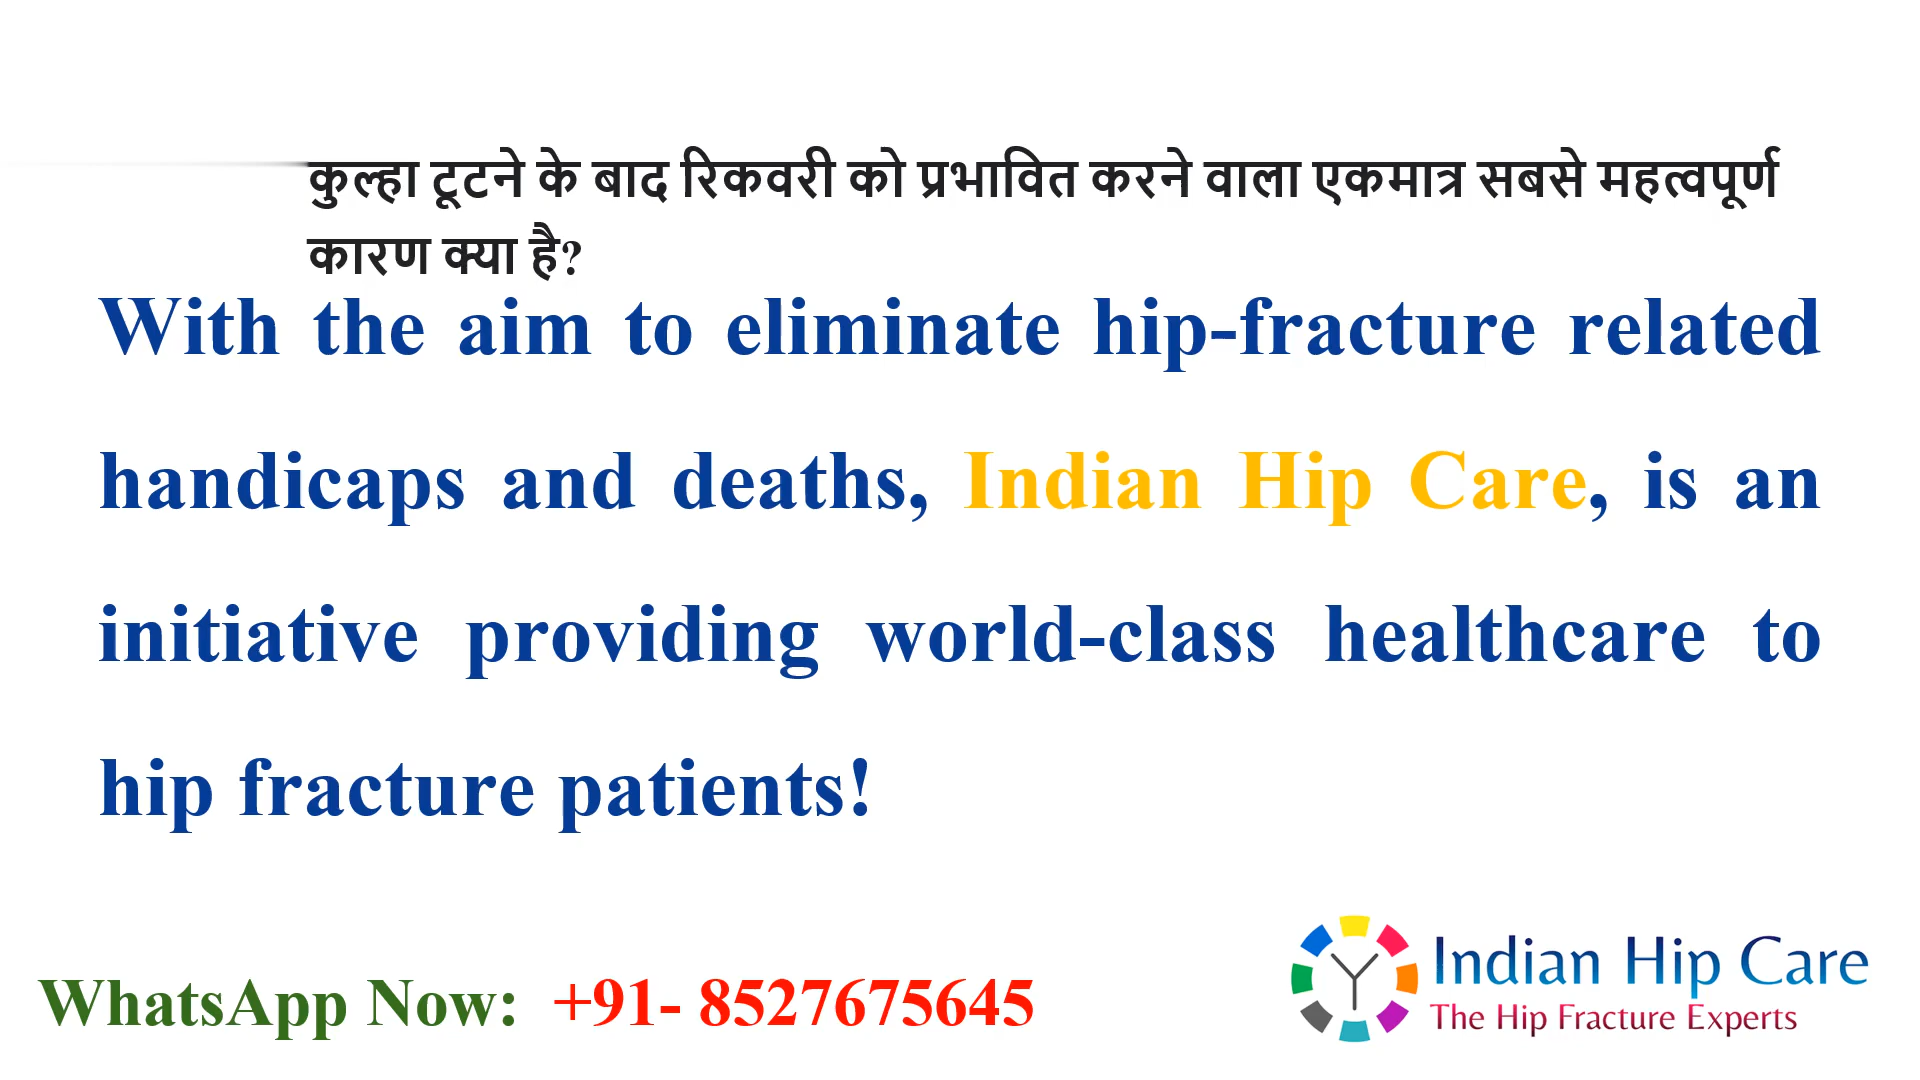 कुल्हा टूटने के बाद रिकवरी को प्रभावित करने वाला एकमात्र सबसे महत्वपूर्ण
कारण क्या है?
With the aim to eliminate hip-fracture related
handicaps and deaths, Indian Hip Care, is an
initiative providing world-class healthcare to
hip fracture patients!
WhatsApp Now: +91- 8527675645
Indian Hip Care
The Hip Fracture Experts